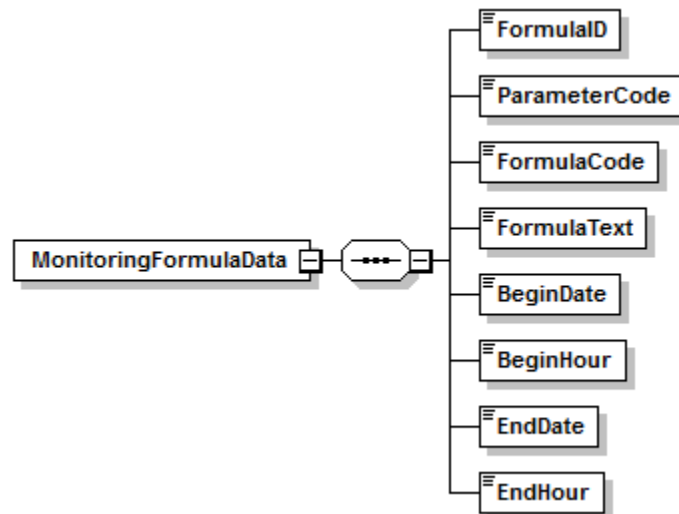 FormulaID
ParameterCode
FormulaCode
FormulaText
MonitoringFormulaData
BeginDate
BeginHour
EndDate
EndHour